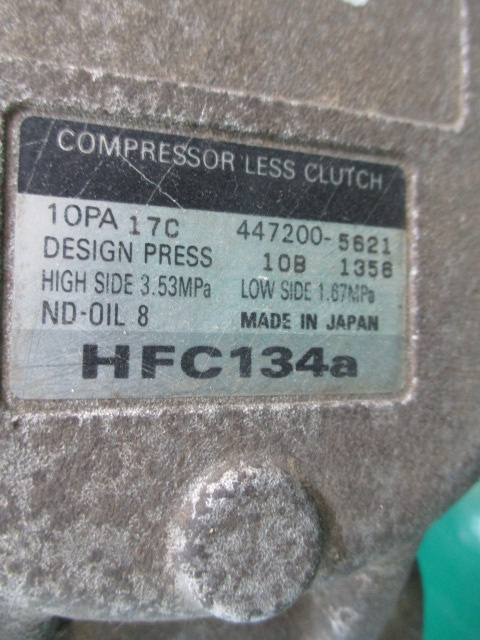 COMPRESSOR LESS CLUTCH
10PA 17C 447200-5621
DESIGN PRESS 10B 1356
HIGH SIDE 3.53MPa LOW SIDE 1.67MPa
ND-OIL 8 MADE IN JAPAN
HFC134a